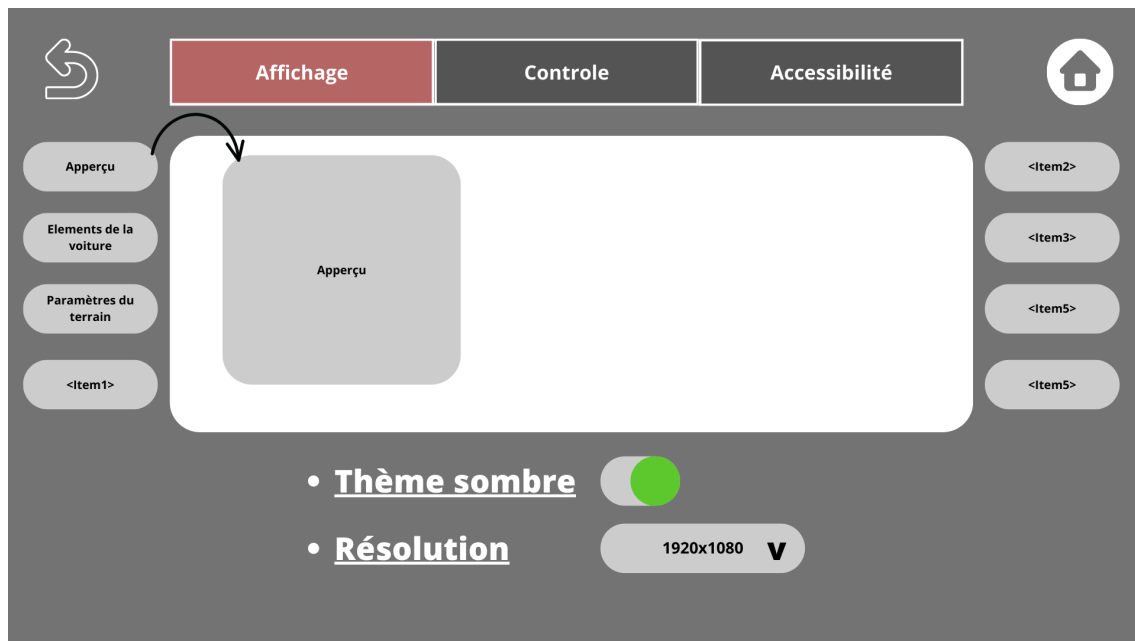 Affichage
Controle
Accessibilité
Apperçu
Elements de la
voiture
Paramètres du
terrain
<Item1>
Apperçu
<Item2>
<Item3>
<Item5>
<Item5>
• Thème sombre
• Résolution
1920x1080 v